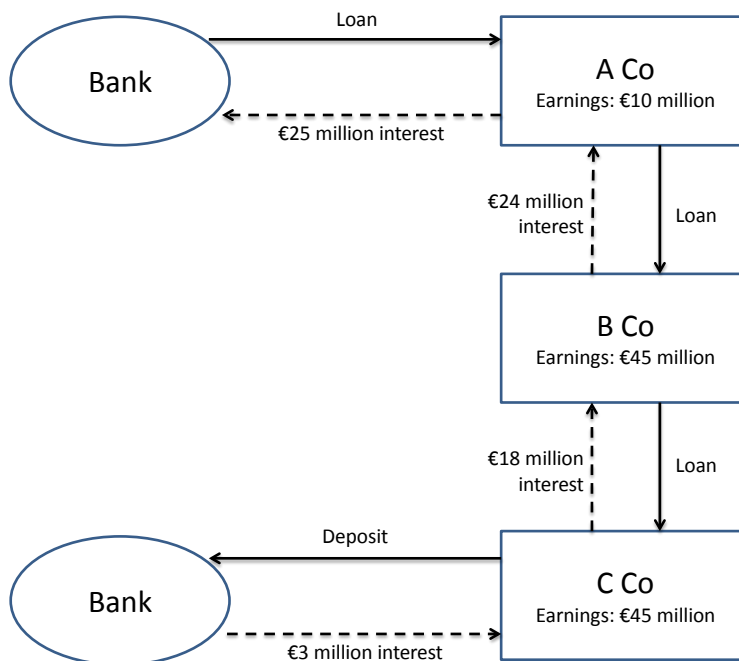 Loan
Bank
A Co
Earnings: €10 million
€25 million interest
€24 million
interest
Loan
B Co
Earnings: €45 million
€18 million
interest
Loan
Deposit
Bank
C Co
Earnings: €45 million
€3 million interest